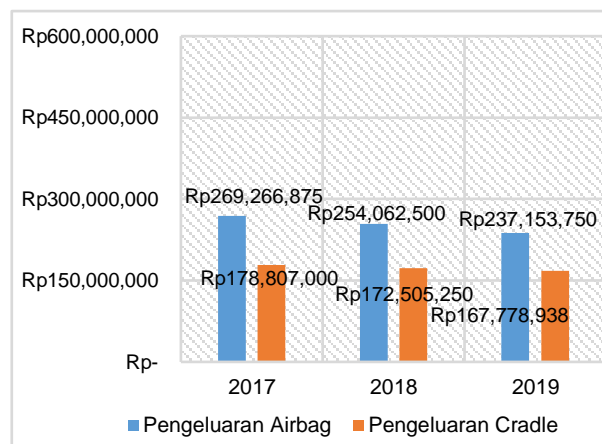 Rp600,000,000
Rp450,000,000
Rp300,000,000
Rp150,000,000
Rp-
Rp269,266,875
Rp254,062,500
Rp237,153,750
Rp178,807,000
Rp172,505,250
Rp167,778,938
2017 2018 2019
Pengeluaran Airbag Pengeluaran Cradle